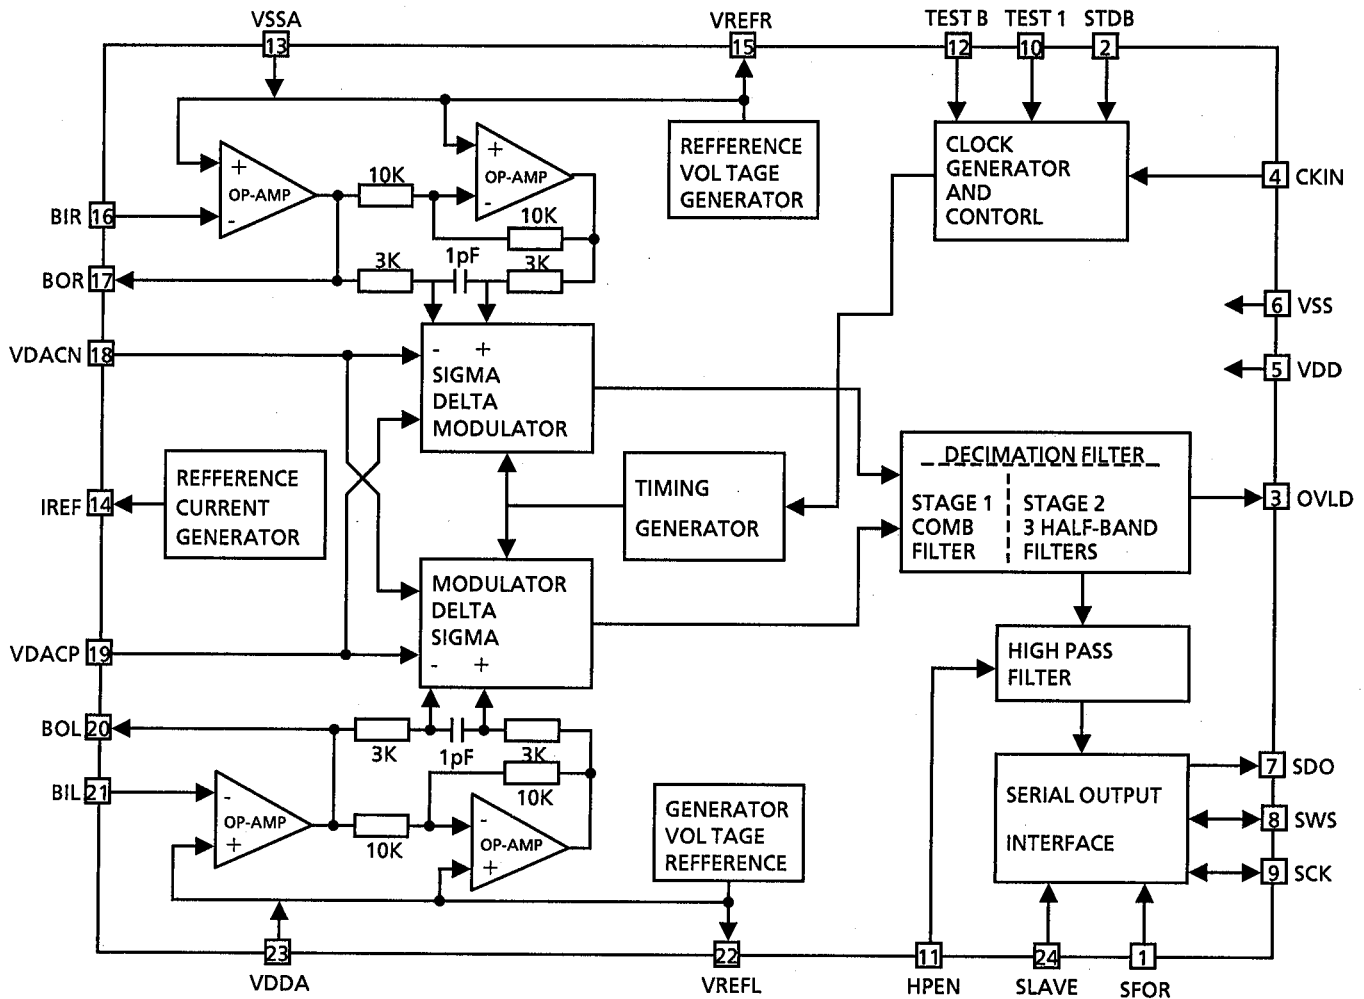 VSSA
VREFR
TEST B
TEST 1
STDB
13
15
12
10
2
+
OP-AMP
-
+
OP-AMP
-
10K
10K
3K
1pF
3K
REFFERENCE
VOLTAGE
GENERATOR
CLOCK
GENERATOR
AND
CONTORL
4 CKIN
BIR 16
BOR 17
VDACN 18
6 VSS
5 VDD
- +
SIGMA
DELTA
MODULATOR
REFFERENCE
CURRENT
GENERATOR
IREF 14
TIMING
GENERATOR
DECIMATION FILTER
STAGE 1
COMB
FILTER
STAGE 2
3 HALF-BAND
FILTERS
3 OVLD
MODULATOR
DELTA
SIGMA
- +
VDACP 19
HIGH PASS
FILTER
BOL 20
BIL 21
3K
1pF
3K
10K
10K
-
OP-AMP
+
-
OP-AMP
+
GENERATOR
VOLTAGE
REFFERENCE
SERIAL OUTPUT
INTERFACE
7 SDO
8 SWS
9 SCK
23
22
11
24
1
VDDA
VREFL
HPEN
SLAVE
SFOR